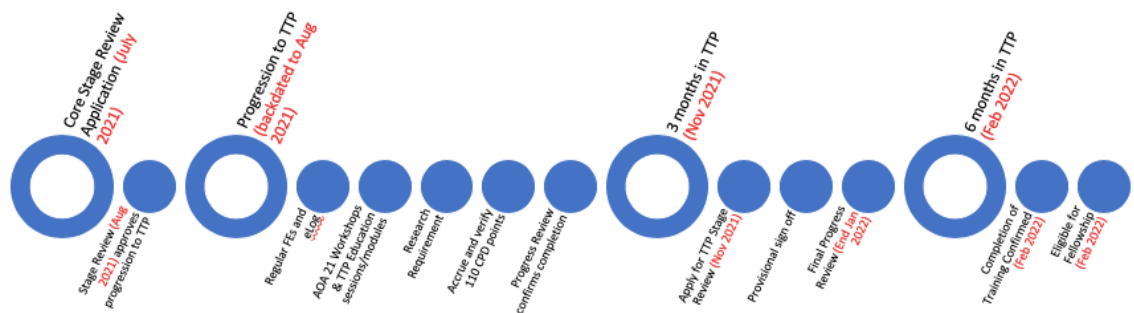 Core Stage Review
Application (July
2021)
Stage Review (Aug
2021) approves
progression to TTP
Progression to TTP
(backdated to Aug
2021)
Regular FEs and
eLog
AOA 21 Workshops
& TTP Education
sessions/modules
Research
Requirement
Accrue and verify
110 CPD points
Progress Review
confirms completion
3 months in TTP
(Nov 2021)
Apply for TTP Stage
Review (Nov 2021)
Provisional sign off
Final Progress
Review (End Jan
2022)
6 months in TTP
(Feb 2022)
Completion of
Training Confirmed
(Feb 2022)
Eligible for
Fellowship
(Feb 2022)